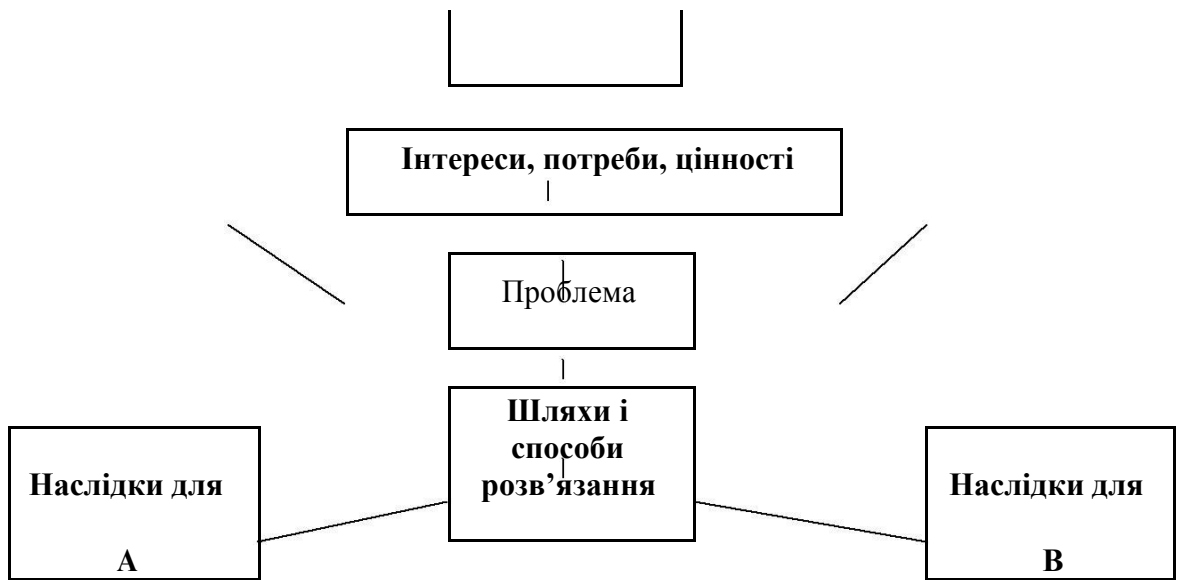 Інтереси, потреби, цінності
Проблема
Шляхи і
способи
розв’язання
Наслідки для
А
Наслідки для
В